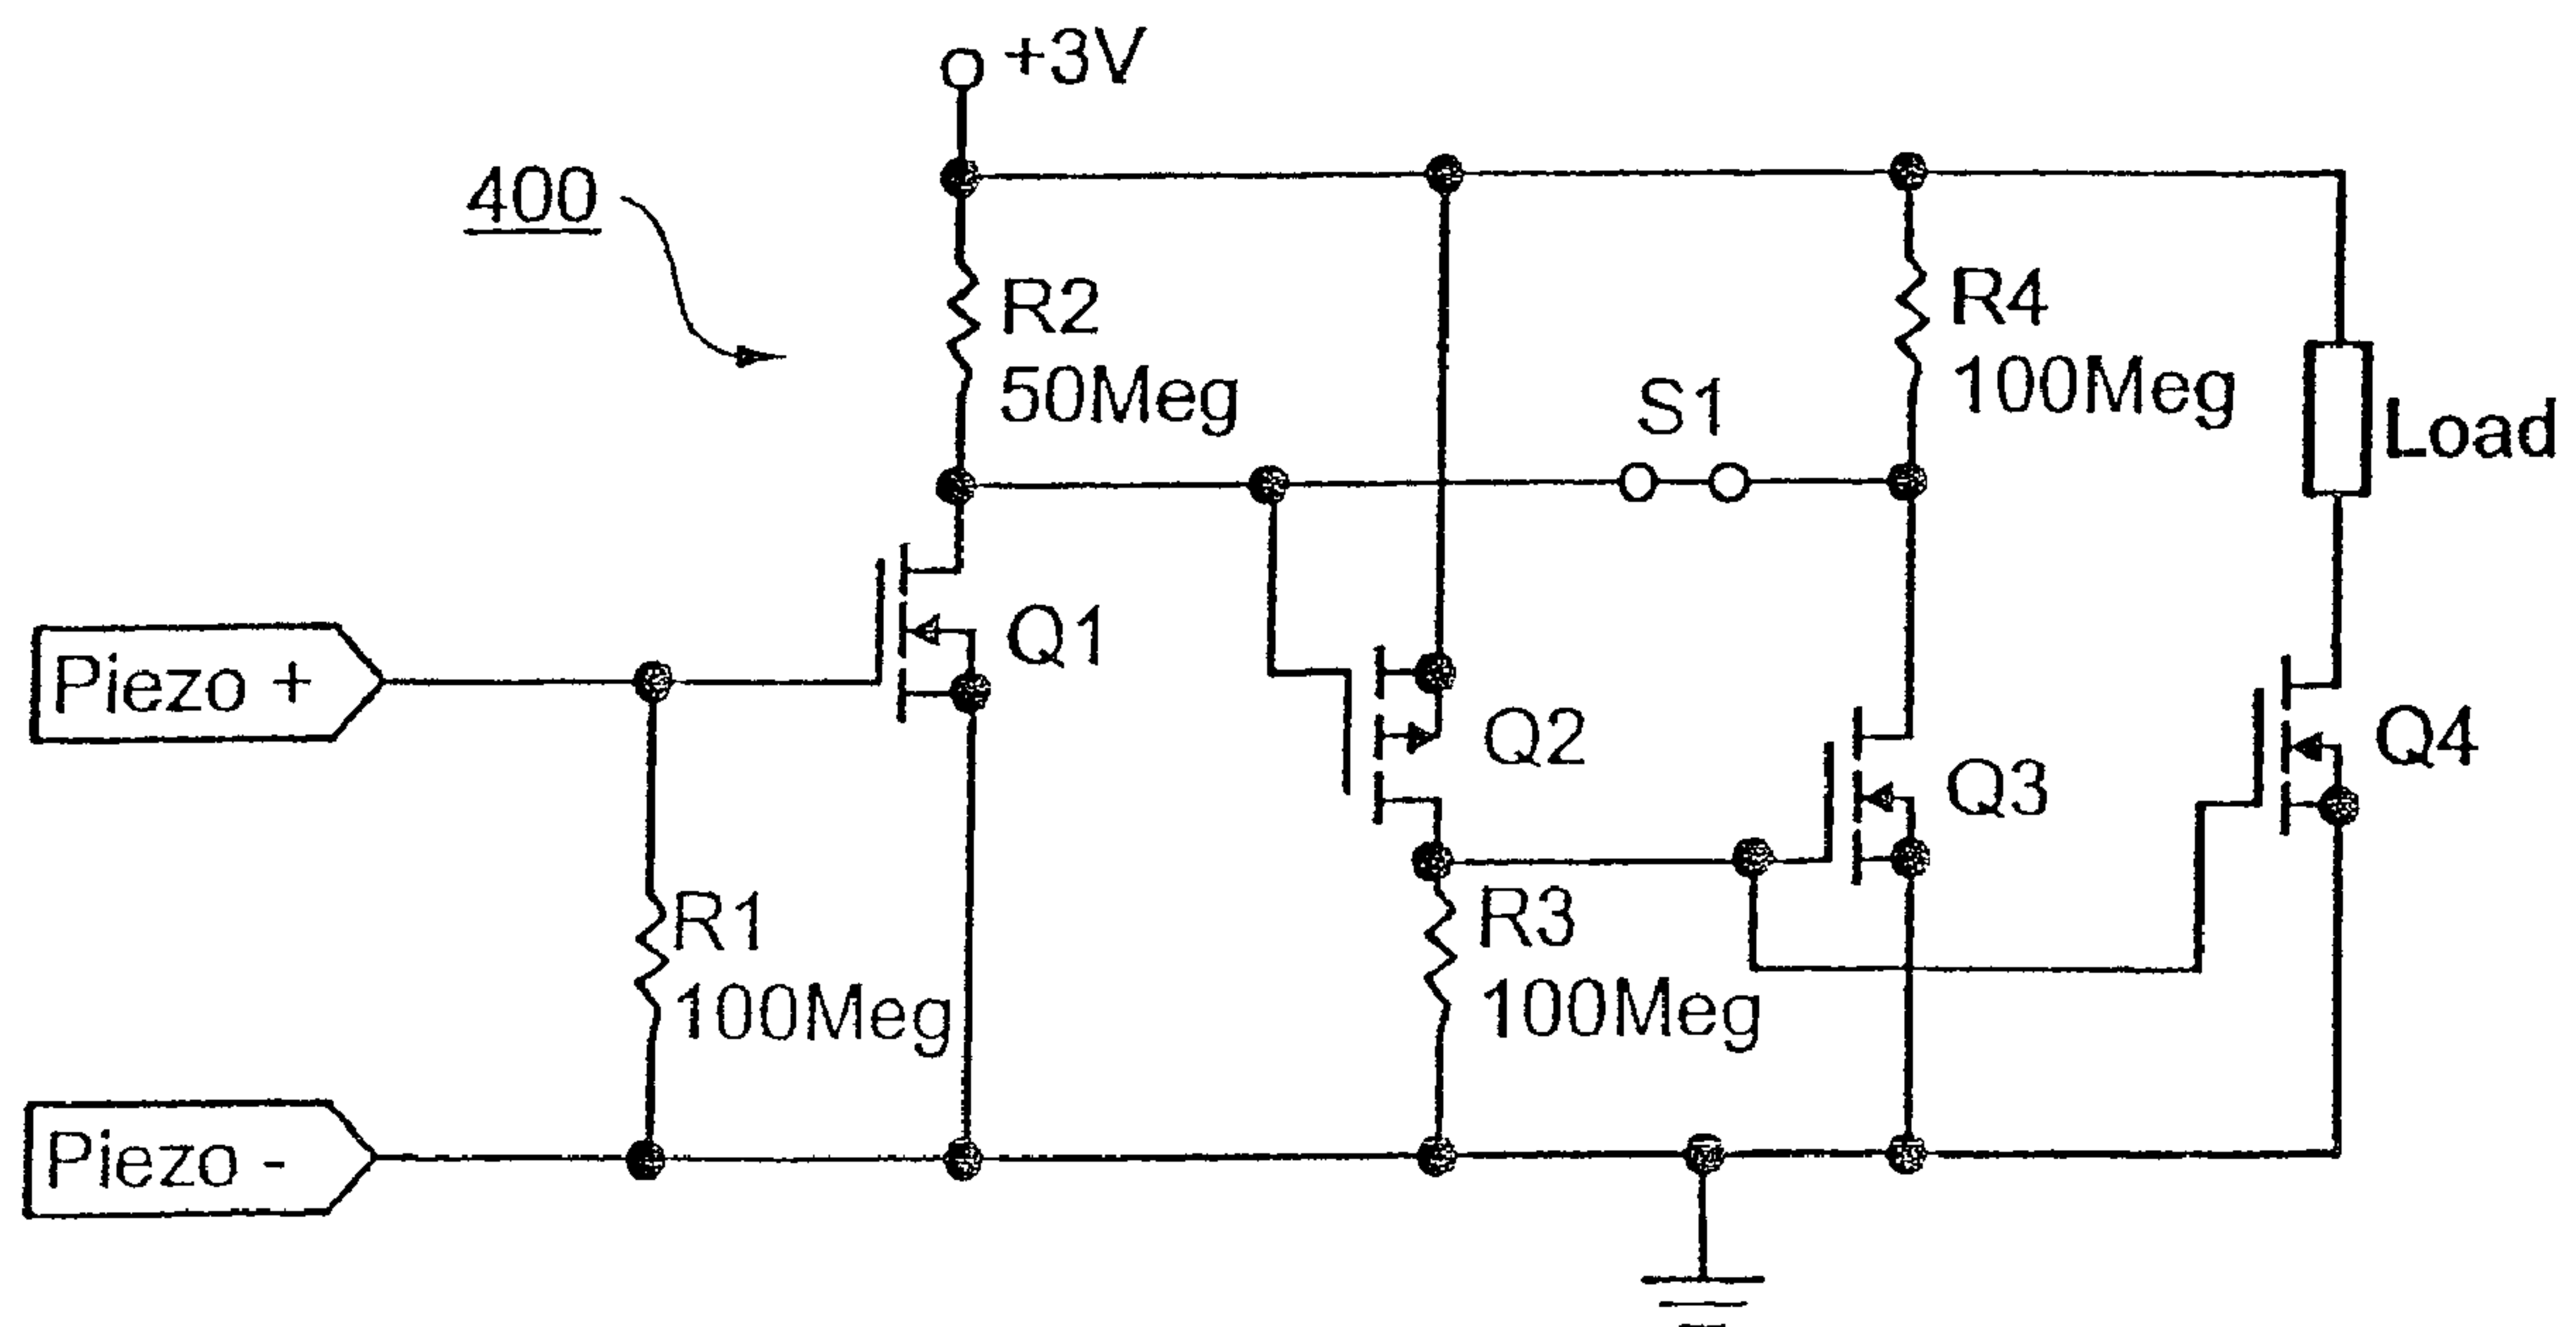 +3V
400
R2
50Meg
R4
100Meg
S1
Load
Q1
Piezo +
Q2
Q3
Q4
R1
100Meg
R3
100Meg
Piezo -